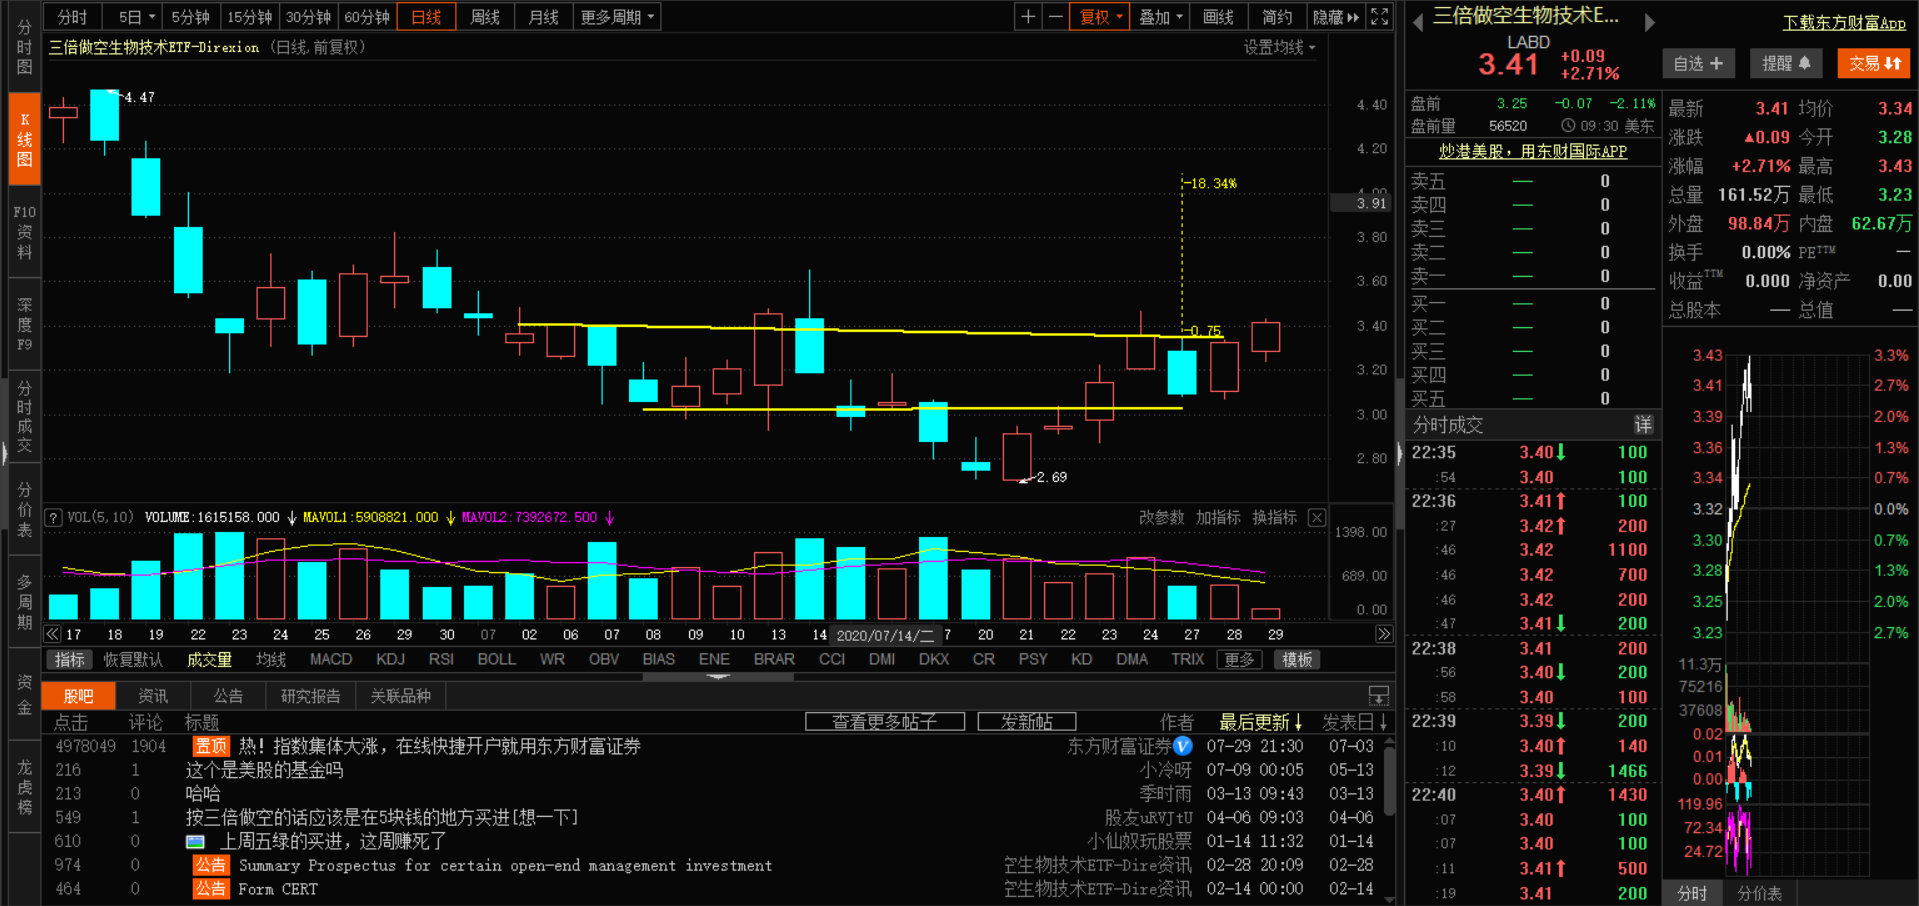 分时 5日 5分钟 15分钟 30分钟 60分钟 日线 周线 月线 更多周期 复权 叠加 画线 简约 隐藏
三倍做空生物技术ETF-Direxion (日线,前复权) 设置均线
分时图
K线图
F10资料
深度F9
分时成交
分价表
多周期
资金
龙虎榜
4.47
-18.34%
-0.75
2.69
4.40
4.20
4.00
3.91
3.80
3.60
3.40
3.20
3.00
2.80
? VOL(5,10) VOLUME:1615158.000 ↓ MAVOL1:5908821.000 ↓ MAVOL2:7392672.500 ↓ 改参数 加指标 换指标
1398.00
689.00
0.00
17 18 19 22 23 24 25 26 29 30 07 02 06 07 08 09 10 13 14 2020/07/14/二 7 20 21 22 23 24 27 28 29
指标 恢复默认 成交量 均线 MACD KDJ RSI BOLL WR OBV BIAS ENE BRAR CCI DMI DKX CR PSY KD DMA TRIX 更多 模板
股吧 资讯 公告 研究报告 关联品种
点击 评论 标题 查看更多帖子 发新帖 作者 最后更新↓ 发表日↓
4978049 1904 置顶 热! 指数集体大涨，在线快捷开户就用东方财富证券 东方财富证券 07-29 21:30 07-03
216 1 这个是美股的基金吗 小冷呀 07-09 00:05 05-13
213 0 哈哈 季时雨 03-13 09:43 03-13
549 1 按三倍做空的话应该是在5块钱的地方买进[想一下] 股友uRVJtU 04-06 09:03 04-06
610 0 上周五绿的买进，这周赚死了 小仙奴玩股票 01-14 11:32 01-14
974 0 公告 Summary Prospectus for certain open-end management investment 空生物技术ETF-Dire资讯 02-28 20:09 02-28
464 0 公告 Form CERT 空生物技术ETF-Dire资讯 02-14 00:00 02-14
三倍做空生物技术E... 下载东方财富App
LABD
3.41 +0.09 +2.71% 自选 + 提醒 交易
盘前 3.25 -0.07 -2.11%
盘前量 56520 09:30 美东
炒港美股，用东财国际APP
卖五 — 0
卖四 — 0
卖三 — 0
卖二 — 0
卖一 — 0
买一 — 0
买二 — 0
买三 — 0
买四 — 0
买五 — 0
最新 3.41 均价 3.34
涨跌 ▲0.09 今开 3.28
涨幅 +2.71% 最高 3.43
总量 161.52万 最低 3.23
外盘 98.84万 内盘 62.67万
换手 0.00% PETTM —
收益TTM 0.000 净资产 0.00
总股本 — 总值 —
分时成交 详
22:35 3.40↓ 100
:54 3.40 100
22:36 3.41↑ 100
:27 3.42↑ 200
:46 3.42 1100
:46 3.42 700
:46 3.42 200
:47 3.41↓ 200
22:38 3.41 200
:56 3.40↓ 200
:58 3.40 100
22:39 3.39↓ 200
:10 3.40↑ 140
:12 3.39↓ 1466
22:40 3.40↑ 1430
:07 3.40 100
:07 3.40 100
:11 3.41↑ 500
:19 3.41 200
3.43 3.3%
3.41 2.7%
3.39 2.0%
3.36 1.3%
3.34 0.7%
3.32 0.0%
3.30 0.7%
3.28 1.3%
3.25 2.0%
3.23 2.7%
11.3万
75216
37608
0.02
0.01
0.00
119.96
72.34
24.72
分时 分价表